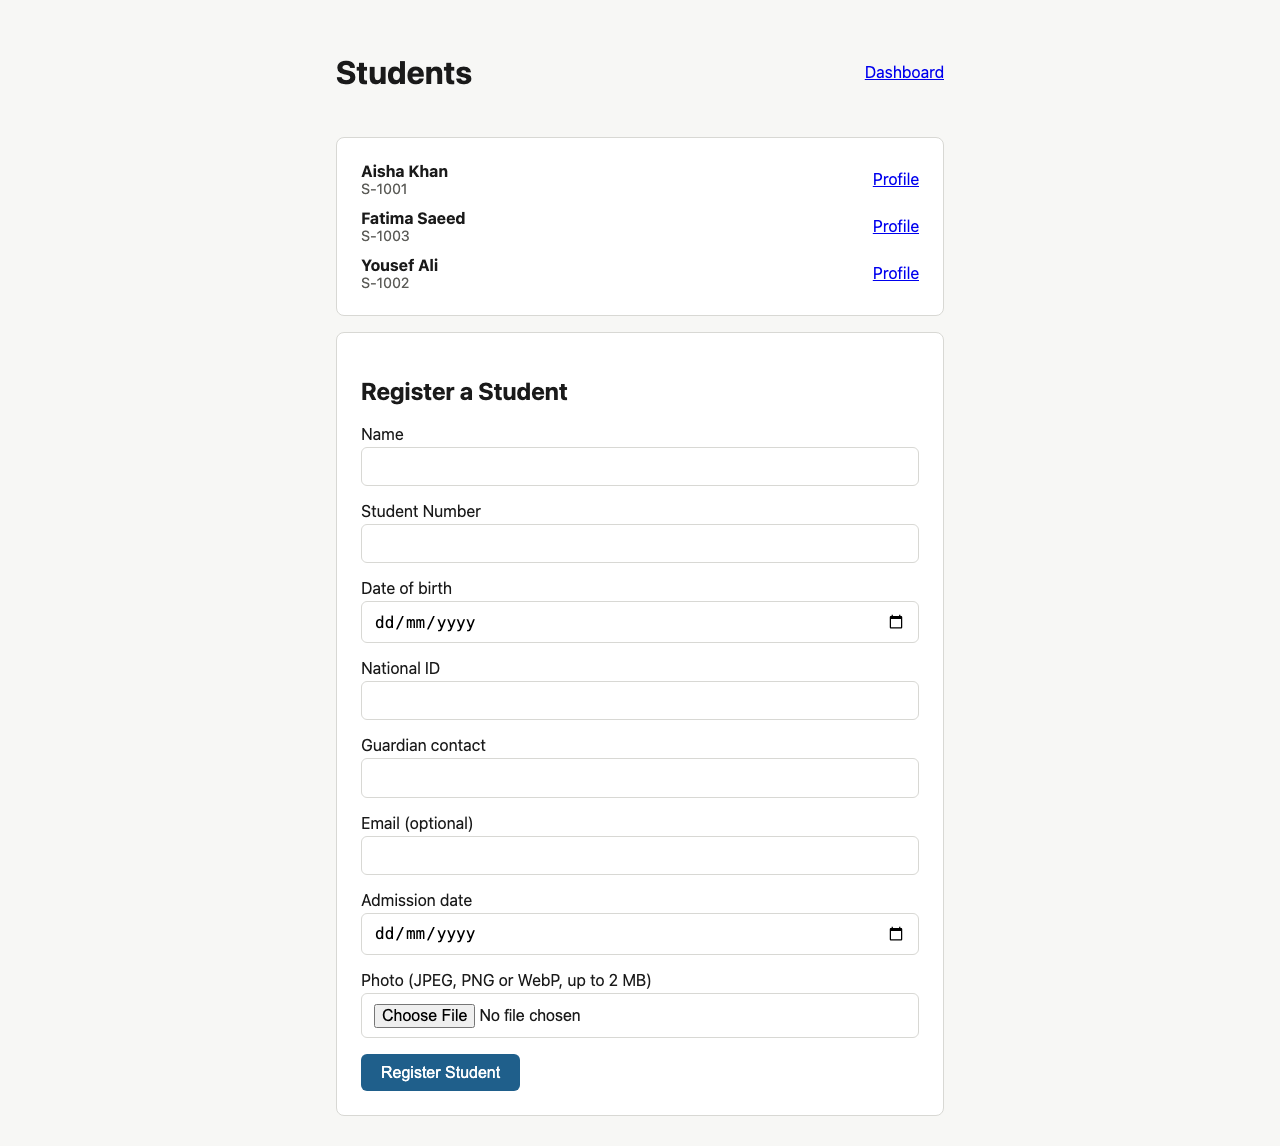 Students
Dashboard
Aisha Khan
S-1001
Profile
Fatima Saeed
S-1003
Profile
Yousef Ali
S-1002
Profile
Register a Student
Name
Student Number
Date of birth
dd/mm/yyyy
National ID
Guardian contact
Email (optional)
Admission date
dd/mm/yyyy
Photo (JPEG, PNG or WebP, up to 2 MB)
Choose File No file chosen
Register Student